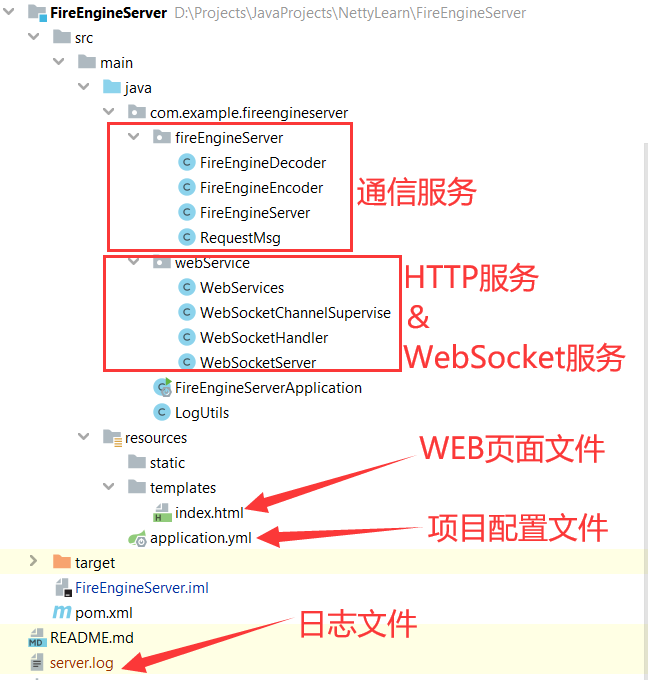 FireEngineServer D:\Projects\JavaProjects\NettyLearn\FireEngineServer
src
main
java
com.example.fireengineserver
fireEngineServer
C FireEngineDecoder
C FireEngineEncoder
C FireEngineServer
C RequestMsg
通信服务
webService
C WebServices
C WebSocketChannelSupervise
C WebSocketHandler
C WebSocketServer
HTTP服务
&
WebSocket服务
C FireEngineServerApplication
C LogUtils
resources
static
templates
H index.html
WEB页面文件
application.yml
项目配置文件
target
FireEngineServer.iml
m pom.xml
MD README.md
server.log
日志文件